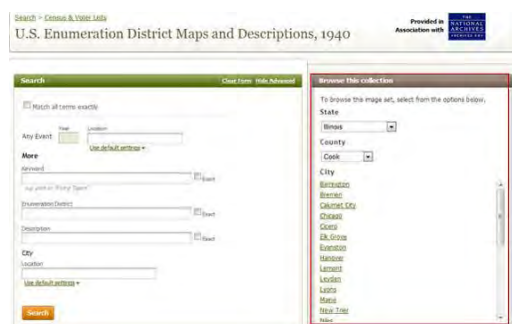 Search > Census & Voter Lists
U.S. Enumeration District Maps and Descriptions, 1940
Provided in
Association with
THE
NATIONAL
ARCHIVES
Search
Clear Form Hide Advanced
Match all terms exactly
Year Location
Any Event
Use default settings
More
Keyword
Exact
Enumeration District
Exact
Description
Exact
City
Location
Use default settings
Search
Browse this collection
To browse this image set, select from the options below.
State
Illinois
County
Cook
City
Barrington
Bremen
Calumet City
Chicago
Cicero
Elk Grove
Evanston
Hanover
Lemont
Leyden
Lyons
Maine
New Trier
Niles